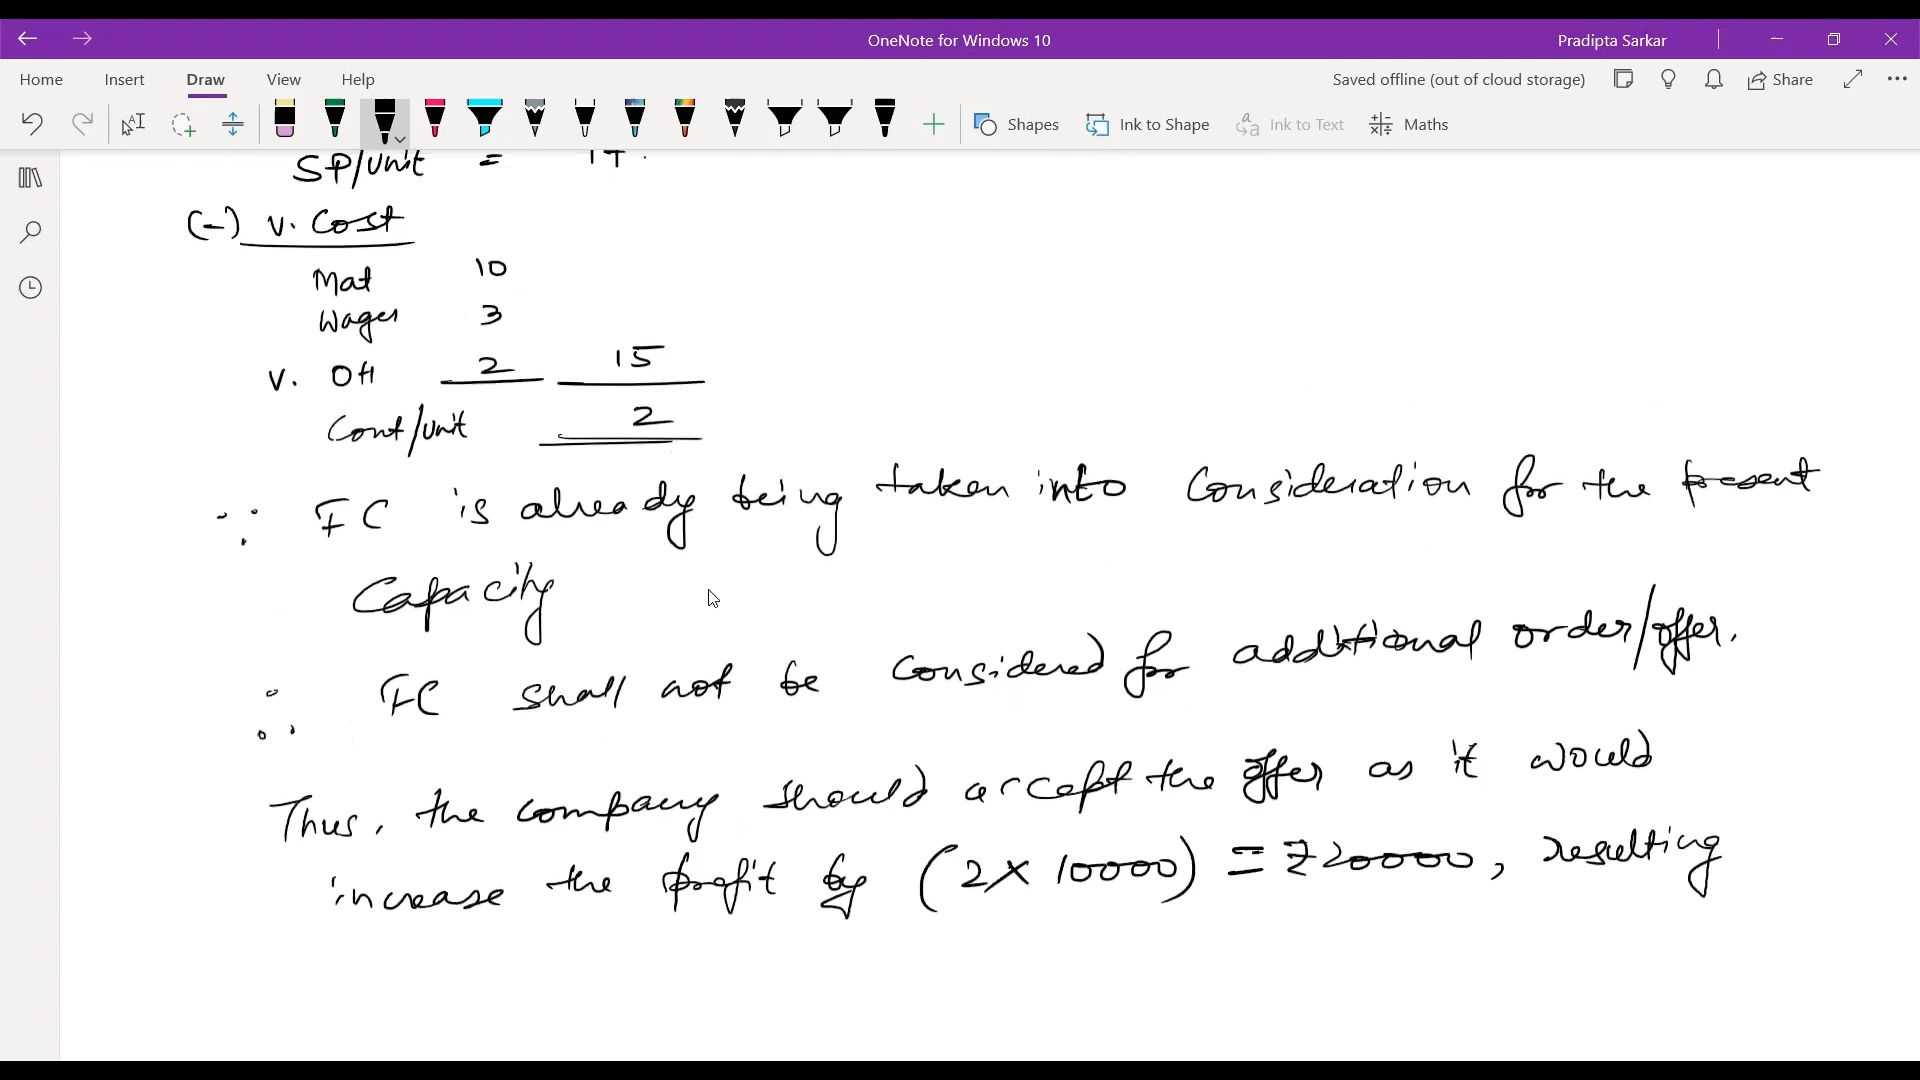 OneNote for Windows 10
Pradipta Sarkar
Home Insert Draw View Help
Saved offline (out of cloud storage)
Share
Shapes Ink to Shape Ink to Text Maths
SP/Unit =
(-) V. Cost
Mat 10
Wages 3
V. OH 2 15
Cont/Unit 2
∵ FC is already being taken into Consideration for the present
Capacity
∴ FC shall not be considered for additional order/offer.
Thus, the company should accept the offer as it would
increase the profit by (2 × 10000) = ₹20000, resulting